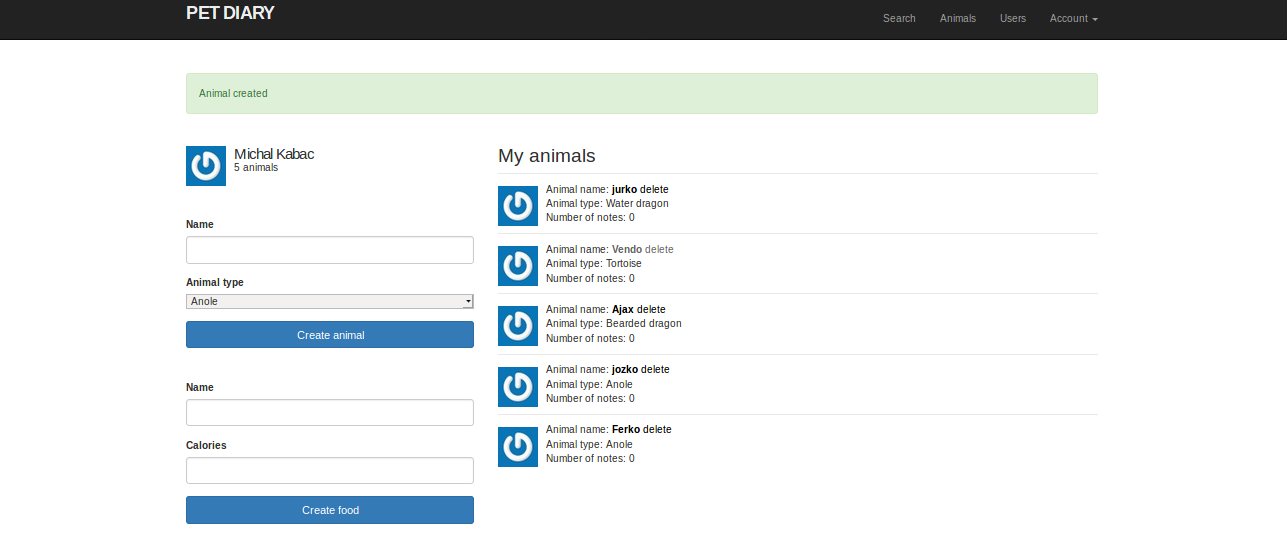 PET DIARY
Search Animals Users Account
Animal created
Michal Kabac
5 animals
Name
Animal type
Anole
Create animal
Name
Calories
Create food
My animals
Animal name: jurko delete
Animal type: Water dragon
Number of notes: 0
Animal name: Vendo delete
Animal type: Tortoise
Number of notes: 0
Animal name: Ajax delete
Animal type: Bearded dragon
Number of notes: 0
Animal name: jozko delete
Animal type: Anole
Number of notes: 0
Animal name: Ferko delete
Animal type: Anole
Number of notes: 0